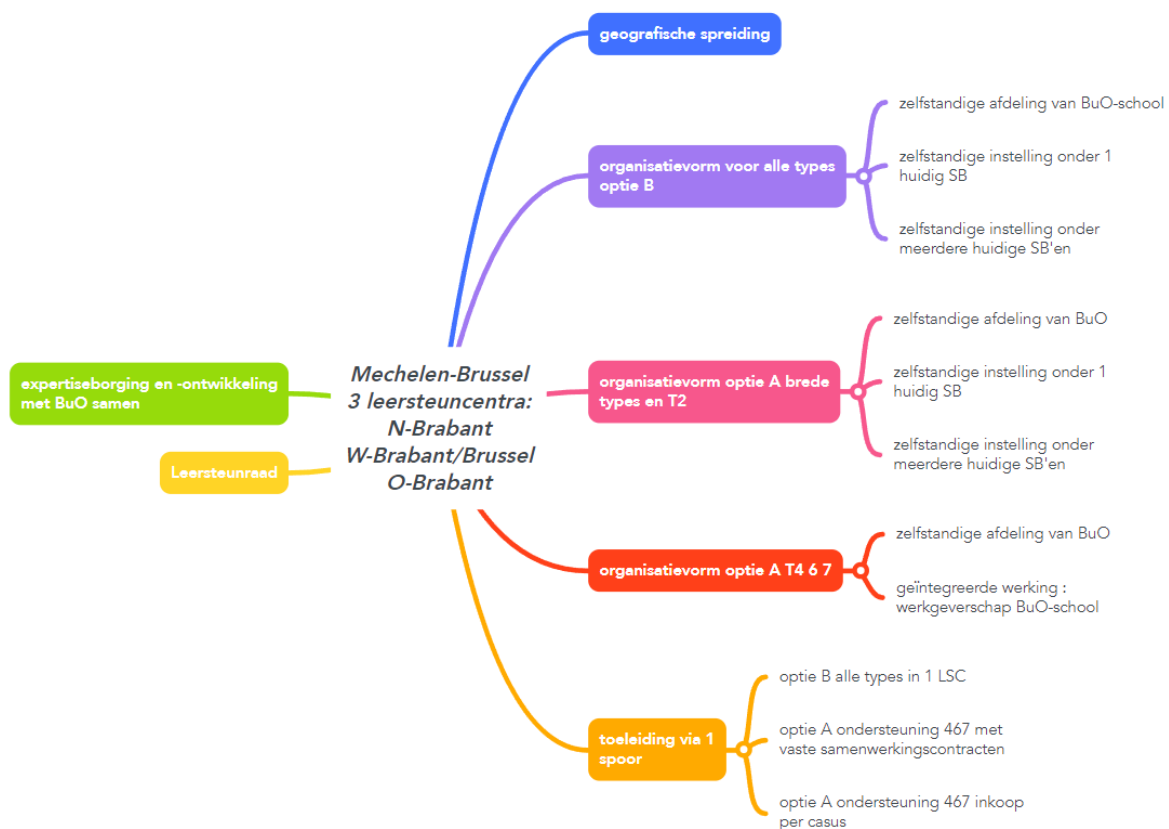 geografische spreiding
organisatievorm voor alle types
optie B
zelfstandige afdeling van BuO-school
zelfstandige instelling onder 1
huidig SB
zelfstandige instelling onder
meerdere huidige SB'en
expertiseborging en -ontwikkeling
met BuO samen
Leersteunraad
Mechelen-Brussel
3 leersteuncentra:
N-Brabant
W-Brabant/Brussel
O-Brabant
organisatievorm optie A brede
types en T2
zelfstandige afdeling van BuO
zelfstandige instelling onder 1
huidig SB
zelfstandige instelling onder
meerdere huidige SB'en
organisatievorm optie A T4 6 7
zelfstandige afdeling van BuO
geïntegreerde werking :
werkgeverschap BuO-school
toeleiding via 1
spoor
optie B alle types in 1 LSC
optie A ondersteuning 467 met
vaste samenwerkingscontracten
optie A ondersteuning 467 inkoop
per casus